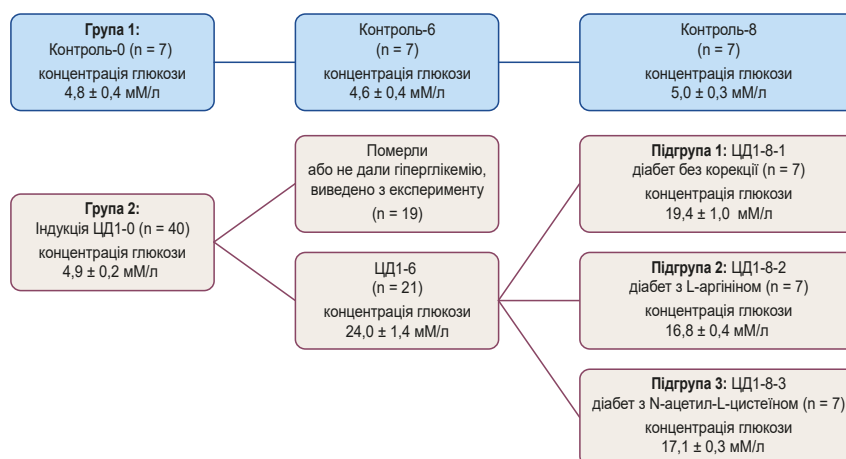 Група 1:
Контроль-0 (n = 7)
концентрація глюкози
4,8 ± 0,4 мМ/л
Контроль-6
(n = 7)
концентрація глюкози
4,6 ± 0,4 мМ/л
Контроль-8
(n = 7)
концентрація глюкози
5,0 ± 0,3 мМ/л
Група 2:
Індукція ЦД1-0 (n = 40)
концентрація глюкози
4,9 ± 0,2 мМ/л
Померли
або не дали гіперглікемію,
виведено з експерименту
(n = 19)
ЦД1-6
(n = 21)
концентрація глюкози
24,0 ± 1,4 мМ/л
Підгрупа 1: ЦД1-8-1
діабет без корекції (n = 7)
концентрація глюкози
19,4 ± 1,0 мМ/л
Підгрупа 2: ЦД1-8-2
діабет з L-аргініном (n = 7)
концентрація глюкози
16,8 ± 0,4 мМ/л
Підгрупа 3: ЦД1-8-3
діабет з N-ацетил-L-цистеїном (n = 7)
концентрація глюкози
17,1 ± 0,3 мМ/л